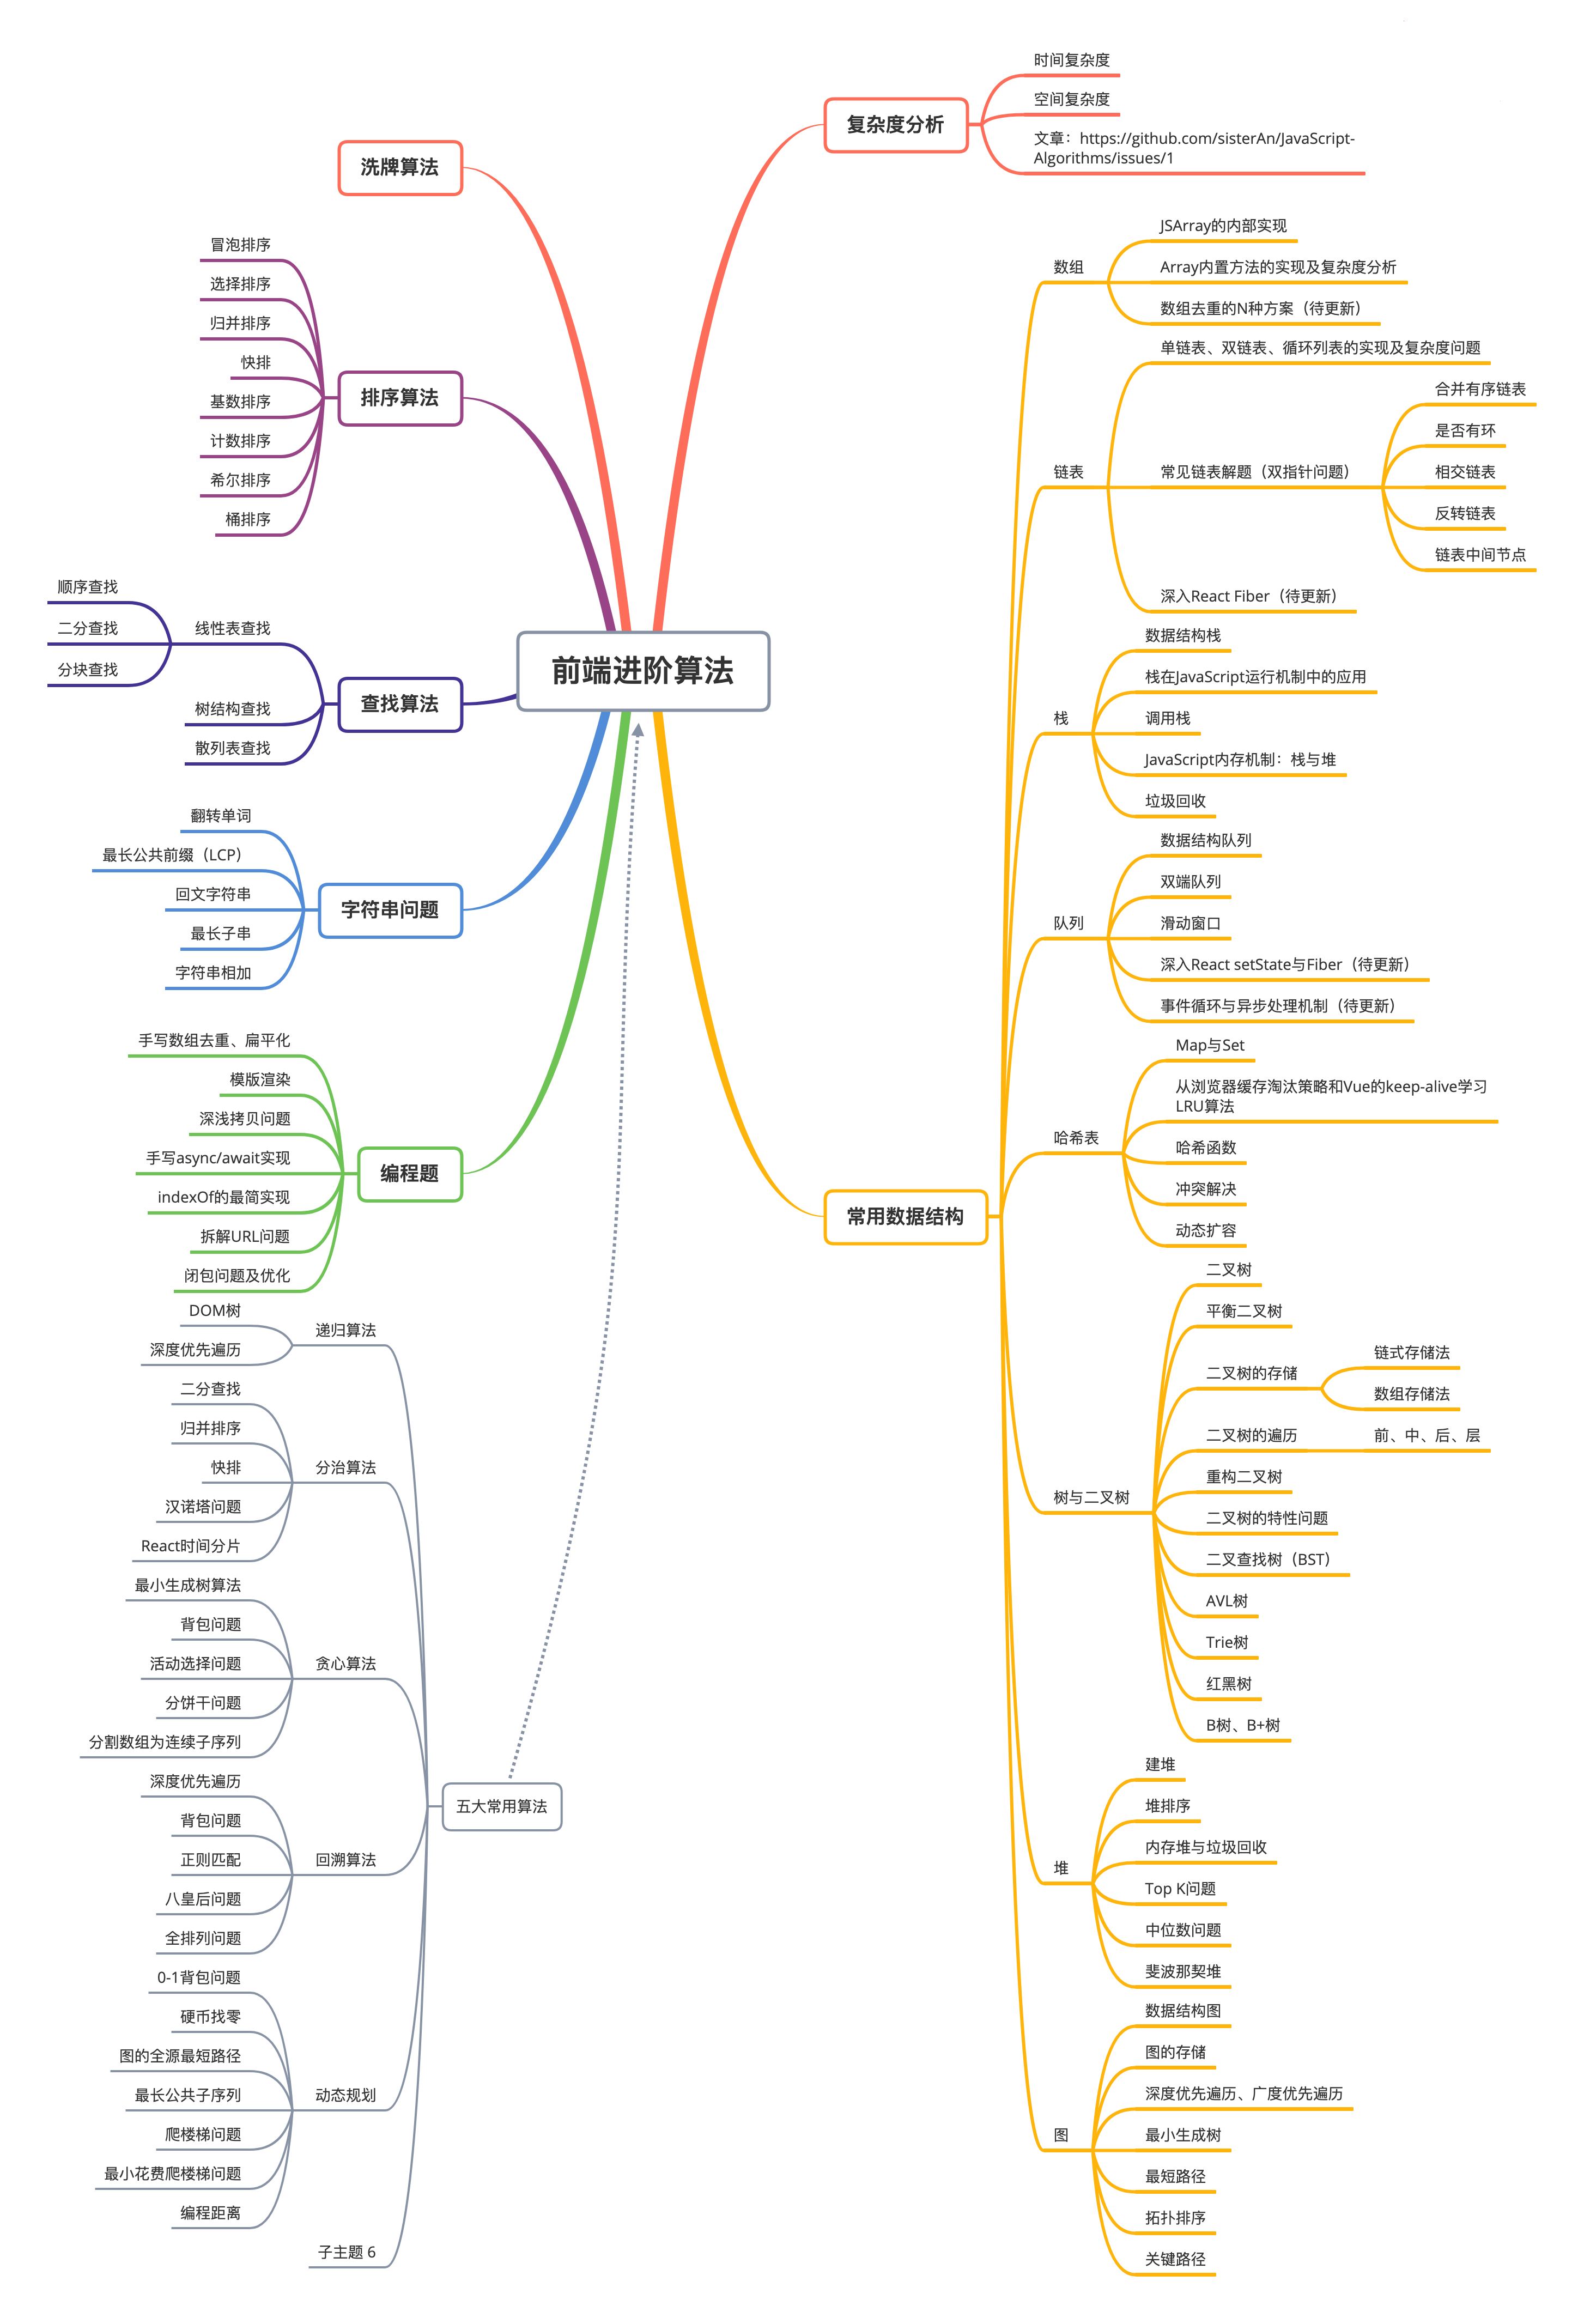 前端进阶算法
复杂度分析
时间复杂度
空间复杂度
文章：https://github.com/sisterAn/JavaScript-
Algorithms/issues/1
常用数据结构
数组
JSArray的内部实现
Array内置方法的实现及复杂度分析
数组去重的N种方案（待更新）
链表
单链表、双链表、循环列表的实现及复杂度问题
常见链表解题（双指针问题）
合并有序链表
是否有环
相交链表
反转链表
链表中间节点
深入React Fiber（待更新）
栈
数据结构栈
栈在JavaScript运行机制中的应用
调用栈
JavaScript内存机制：栈与堆
垃圾回收
队列
数据结构队列
双端队列
滑动窗口
深入React setState与Fiber（待更新）
事件循环与异步处理机制（待更新）
哈希表
Map与Set
从浏览器缓存淘汰策略和Vue的keep-alive学习
LRU算法
哈希函数
冲突解决
动态扩容
树与二叉树
二叉树
平衡二叉树
二叉树的存储
链式存储法
数组存储法
二叉树的遍历
前、中、后、层
重构二叉树
二叉树的特性问题
二叉查找树（BST）
AVL树
Trie树
红黑树
B树、B+树
堆
建堆
堆排序
内存堆与垃圾回收
Top K问题
中位数问题
斐波那契堆
图
数据结构图
图的存储
深度优先遍历、广度优先遍历
最小生成树
最短路径
拓扑排序
关键路径
洗牌算法
排序算法
冒泡排序
选择排序
归并排序
快排
基数排序
计数排序
希尔排序
桶排序
查找算法
线性表查找
顺序查找
二分查找
分块查找
树结构查找
散列表查找
字符串问题
翻转单词
最长公共前缀（LCP）
回文字符串
最长子串
字符串相加
编程题
手写数组去重、扁平化
模版渲染
深浅拷贝问题
手写async/await实现
indexOf的最简实现
拆解URL问题
闭包问题及优化
五大常用算法
递归算法
DOM树
深度优先遍历
分治算法
二分查找
归并排序
快排
汉诺塔问题
React时间分片
贪心算法
最小生成树算法
背包问题
活动选择问题
分饼干问题
分割数组为连续子序列
回溯算法
深度优先遍历
背包问题
正则匹配
八皇后问题
全排列问题
动态规划
0-1背包问题
硬币找零
图的全源最短路径
最长公共子序列
爬楼梯问题
最小花费爬楼梯问题
编程距离
子主题 6